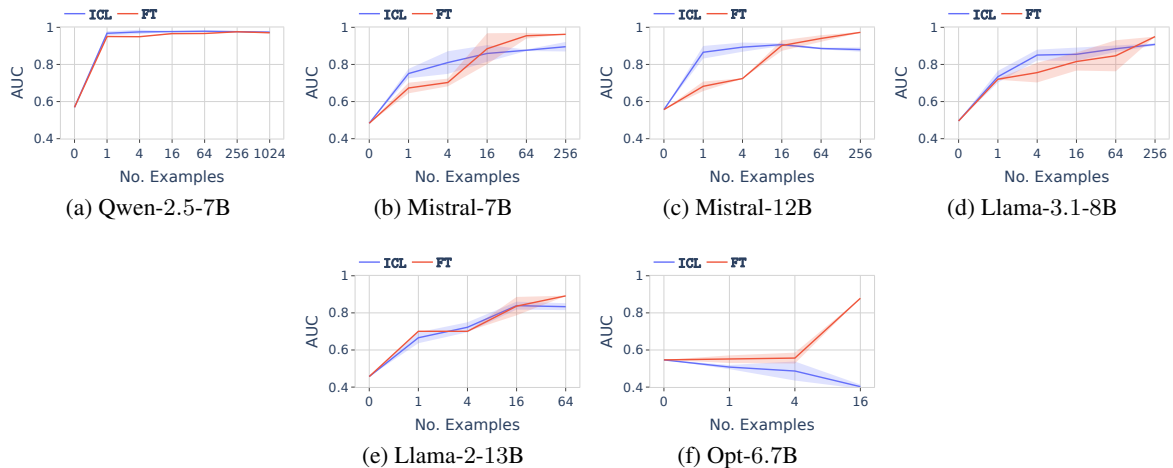 ICL FT
1
0.8
0.6
0.4
AUC
0 1 4 16 64 256 1024
No. Examples
(a) Qwen-2.5-7B
ICL FT
1
0.8
0.6
0.4
AUC
0 1 4 16 64 256
No. Examples
(b) Mistral-7B
ICL FT
1
0.8
0.6
0.4
AUC
0 1 4 16 64 256
No. Examples
(c) Mistral-12B
ICL FT
1
0.8
0.6
0.4
AUC
0 1 4 16 64 256
No. Examples
(d) Llama-3.1-8B
ICL FT
1
0.8
0.6
0.4
AUC
0 1 4 16 64
No. Examples
(e) Llama-2-13B
ICL FT
1
0.8
0.6
0.4
AUC
0 1 4 16
No. Examples
(f) Opt-6.7B